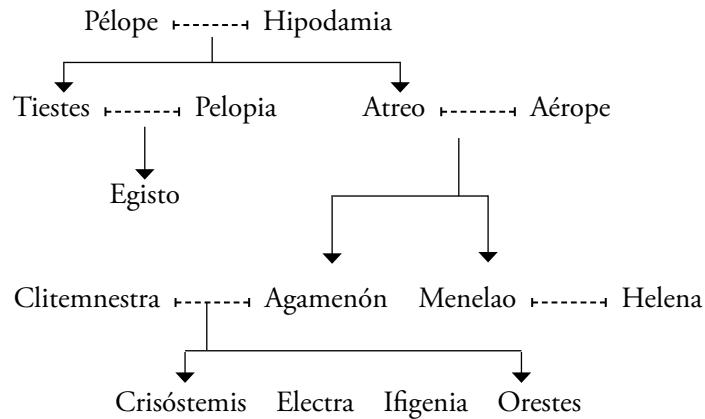 Pélope Hipodamia
Tiestes Pelopia Atreo Aérope
Egisto
Clitemnestra Agamenón Menelao Helena
Crisóstemis Electra Ifigenia Orestes